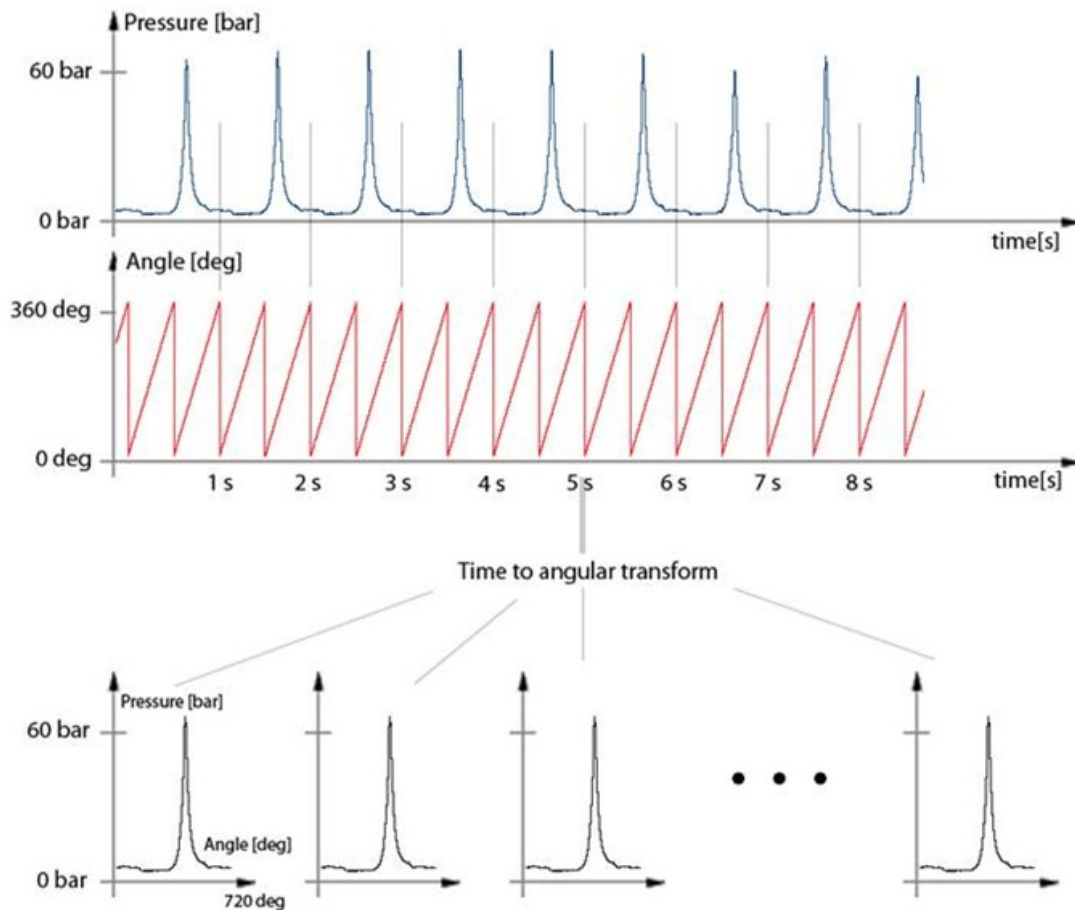 Pressure [bar]
60 bar
0 bar
time[s]
Angle [deg]
360 deg
0 deg
1 s 2 s 3 s 4 s 5 s 6 s 7 s 8 s time[s]
Time to angular transform
Pressure [bar]
60 bar
Angle [deg]
0 bar
720 deg